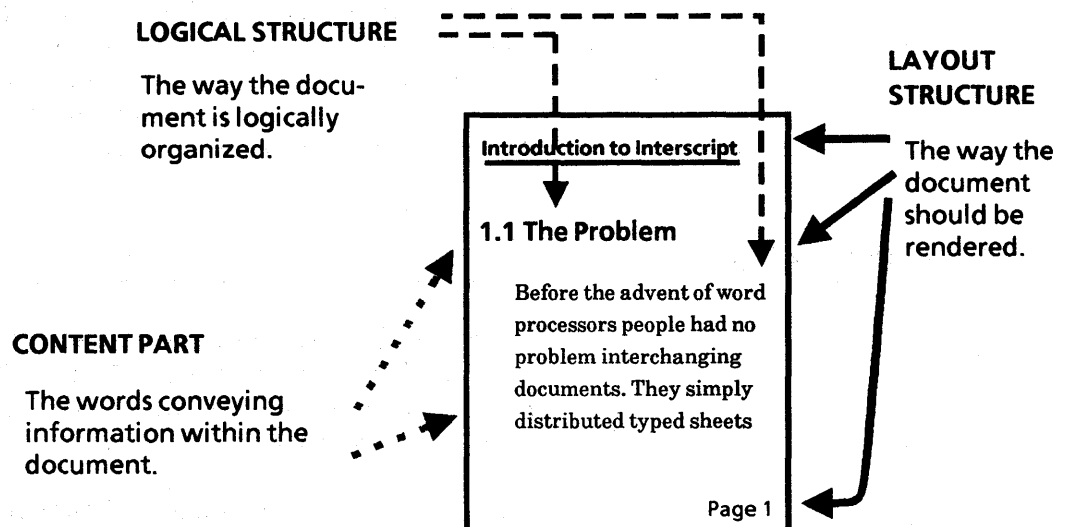 LOGICAL STRUCTURE
The way the docu-
ment is logically
organized.
LAYOUT
STRUCTURE
The way the
document
should be
rendered.
Introduction to Interscript
1.1 The Problem
Before the advent of word
processors people had no
problem interchanging
documents. They simply
distributed typed sheets
Page 1
CONTENT PART
The words conveying
information within the
document.